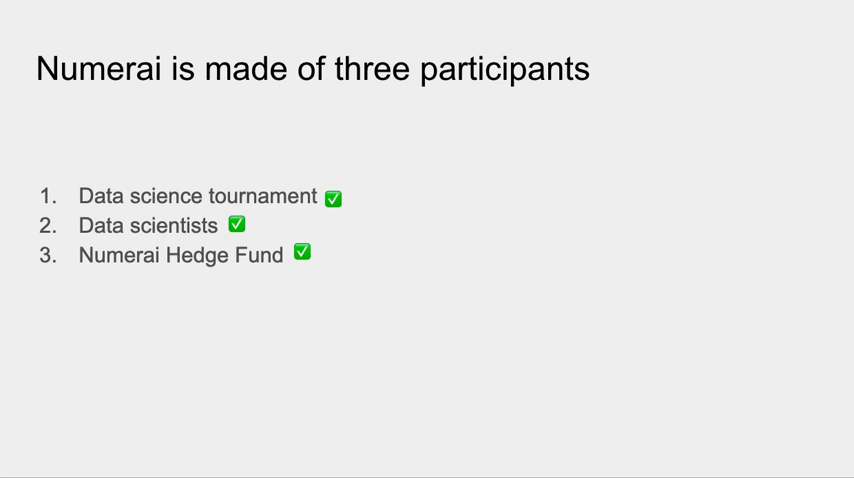 Numerai is made of three participants
1. Data science tournament ✅
2. Data scientists ✅
3. Numerai Hedge Fund ✅